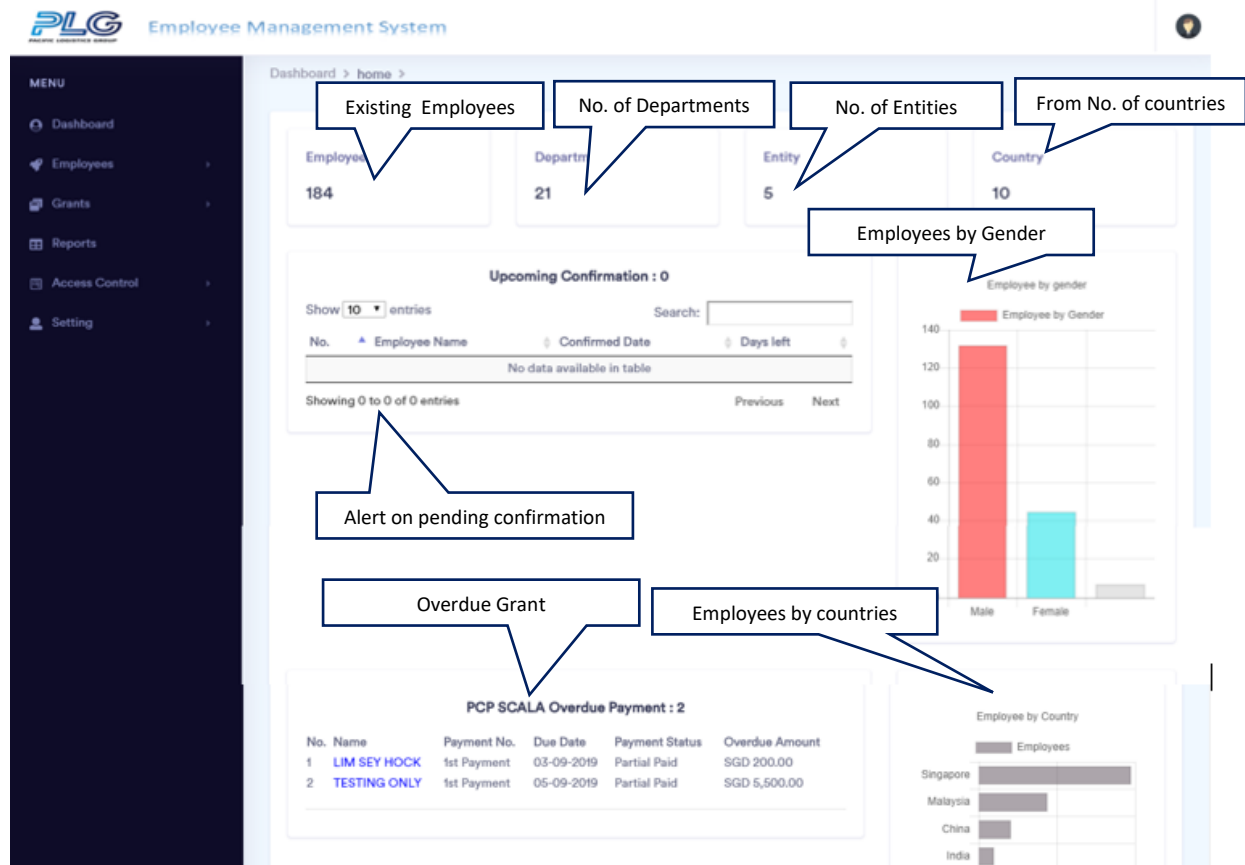 PLG
PACIFIC LOGISTICS GROUP
Employee Management System
MENU
Dashboard
Employees
Grants
Reports
Access Control
Setting
Dashboard > home >
Existing Employees
No. of Departments
No. of Entities
From No. of countries
Employee
184
Departm
21
Entity
5
Country
10
Employees by Gender
Upcoming Confirmation : 0
Show 10 entries
Search:
No. Employee Name Confirmed Date Days left
No data available in table
Showing 0 to 0 of 0 entries
Previous Next
Alert on pending confirmation
Employee by gender
Employee by Gender
140
120
100
80
60
40
20
Male Female
Overdue Grant
Employees by countries
PCP SCALA Overdue Payment : 2
No. Name Payment No. Due Date Payment Status Overdue Amount
1 LIM SEY HOCK 1st Payment 03-09-2019 Partial Paid SGD 200.00
2 TESTING ONLY 1st Payment 05-09-2019 Partial Paid SGD 5,500.00
Employee by Country
Employees
Singapore
Malaysia
China
India